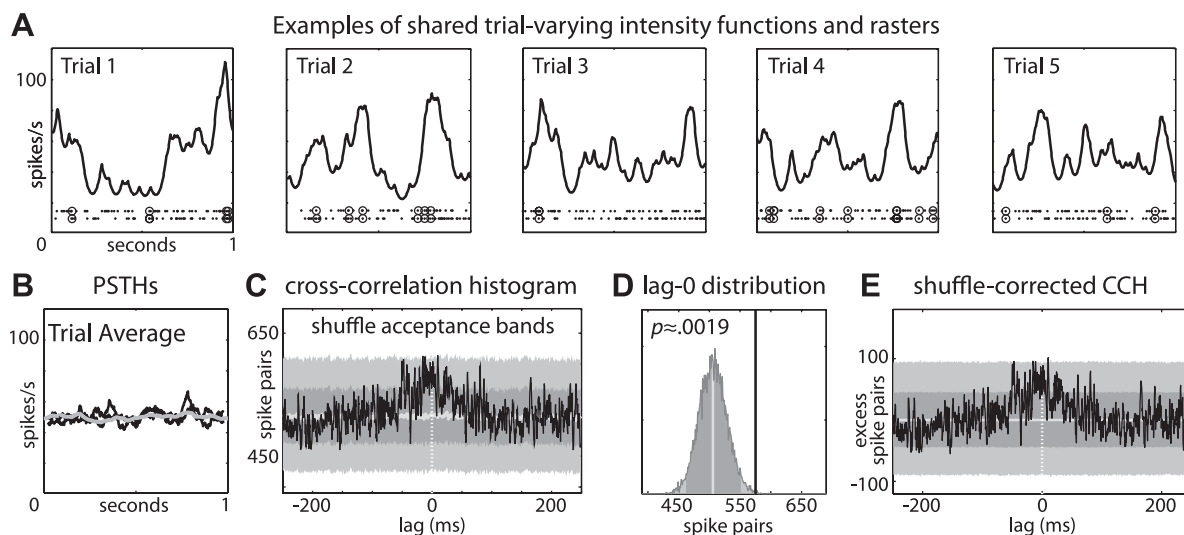 A Examples of shared trial-varying intensity functions and rasters
Trial 1 Trial 2 Trial 3 Trial 4 Trial 5
100
spikes/s
0 seconds 1
B PSTHs
Trial Average
100
spikes/s
0 1
C cross-correlation histogram
shuffle acceptance bands
650
spike pairs
450
-200 0 200
lag (ms)
D lag-0 distribution
p≈.0019
450 550 650
spike pairs
E shuffle-corrected CCH
100
excess
spike pairs
-100
-200 0 200
lag (ms)